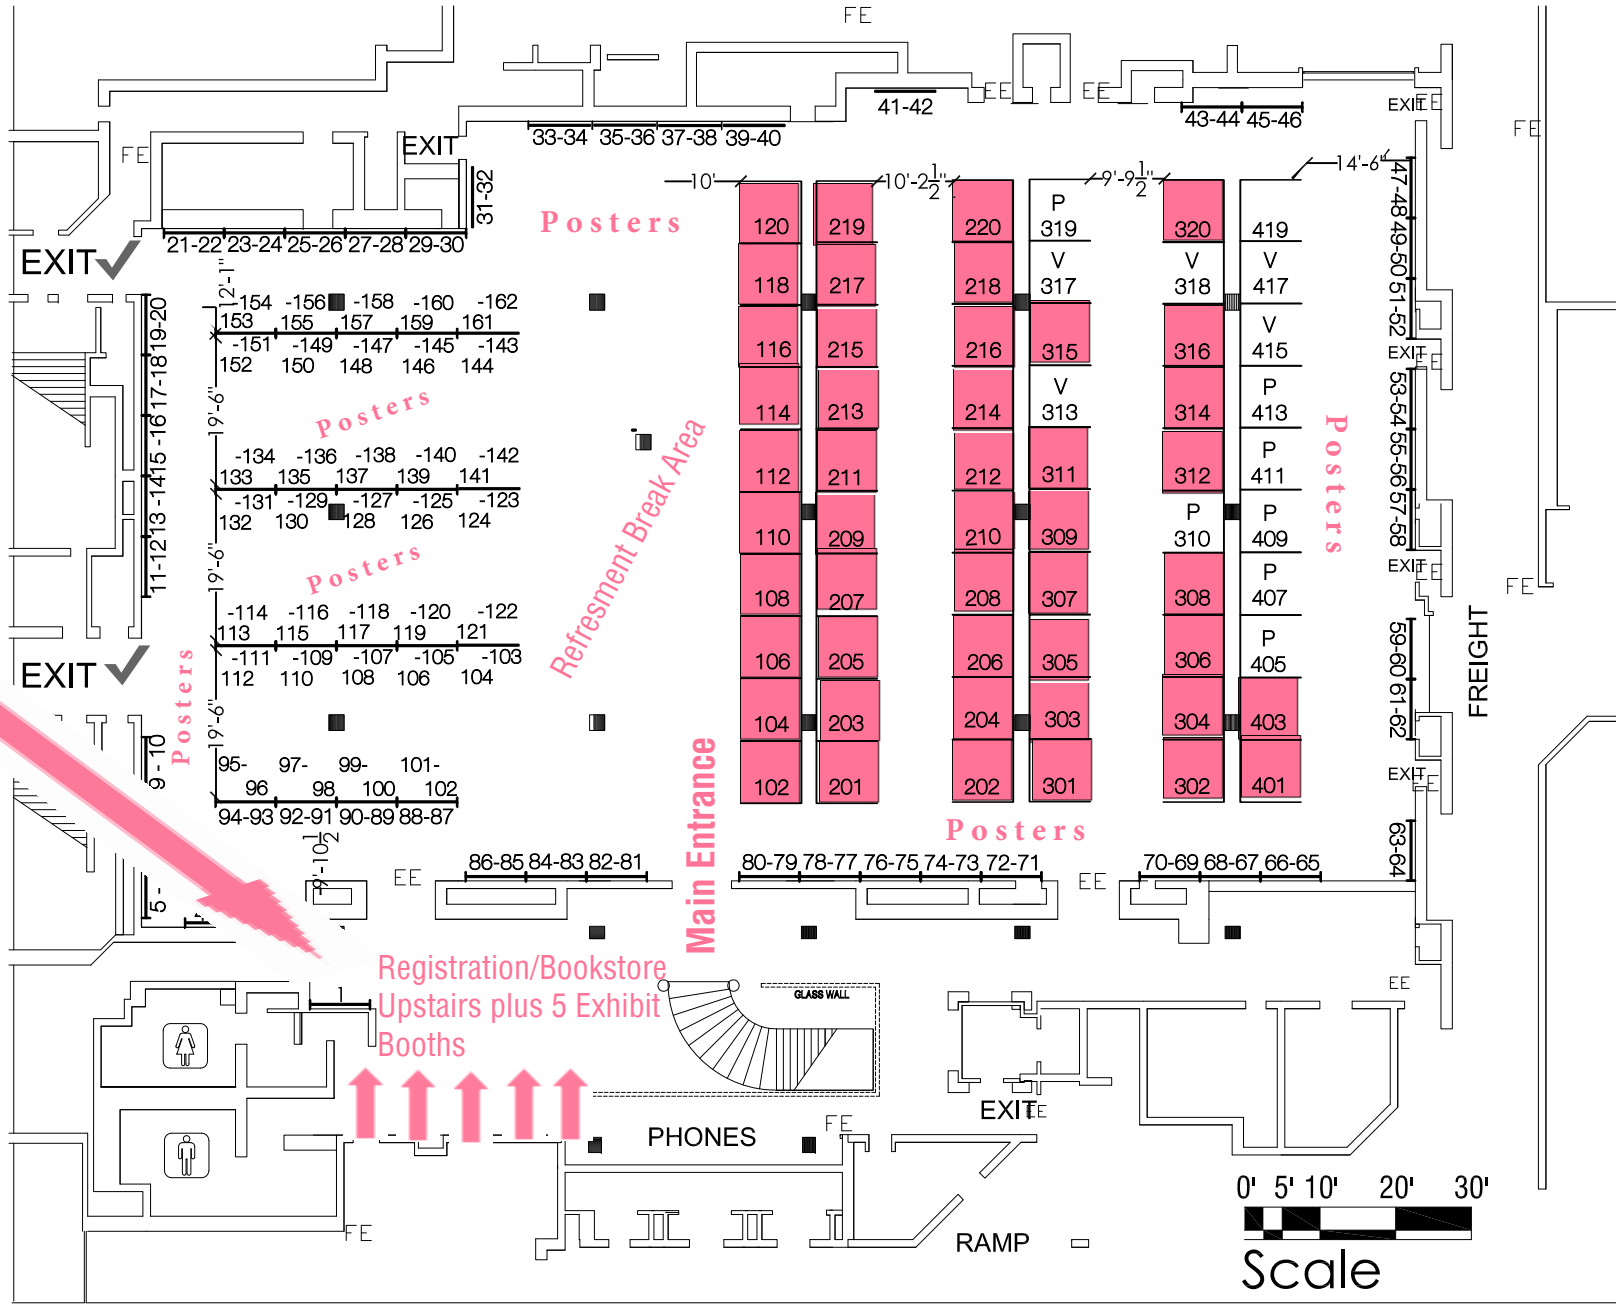 FE
41-42
EE
EE
EXIT
EE
43-44 45-46
33-34 35-36 37-38 39-40
EXIT
FE
FE
31-32
10'
10'-2 1/2"
9'-9 1/2"
14'-6"
47-48
49-50
51-52
Posters
21-22 23-24 25-26 27-28 29-30
EXIT
120 219 220 P 319 320 419
118 217 218 V 317 V 318 V 417
116 215 216 315 316 V 415
114 213 214 V 313 314 P 413
112 211 212 311 312 P 411
110 209 210 309 P 310 P 409
108 207 208 307 308 P 407
106 205 206 305 306 P 405
104 203 204 303 304 403
102 201 202 301 302 401
12'-1"
-154 -156 -158 -160 -162
153 155 157 159 161
-151 -149 -147 -145 -143
152 150 148 146 144
19-20
17-18
15 -16
13 -14
11-12
19'-6"
Posters
-134 -136 -138 -140 -142
133 135 137 139 141
-131 -129 -127 -125 -123
132 130 128 126 124
19'-6"
Posters
-114 -116 -118 -120 -122
113 115 117 119 121
-111 -109 -107 -105 -103
112 110 108 106 104
EXIT
Posters
19'-6"
9 - 10
95- 97- 99- 101-
96 98 100 102
94-93 92-91 90-89 88-87
9'-10 1/2
5 -
Refresment Break Area
Main Entrance
EXIT
EE
53-54
55-56
57-58
Posters
EXIT
EE
FE
59-60
61-62
FREIGHT
EXIT
EE
63-64
Posters
EE
86-85 84-83 82-81
80-79 78-77 76-75 74-73 72-71
EE
70-69 68-67 66-65
Registration/Bookstore
Upstairs plus 5 Exhibit
Booths
1
GLASS WALL
EE
EXIT
EE
PHONES
FE
FE
RAMP
0' 5' 10' 20' 30'
Scale